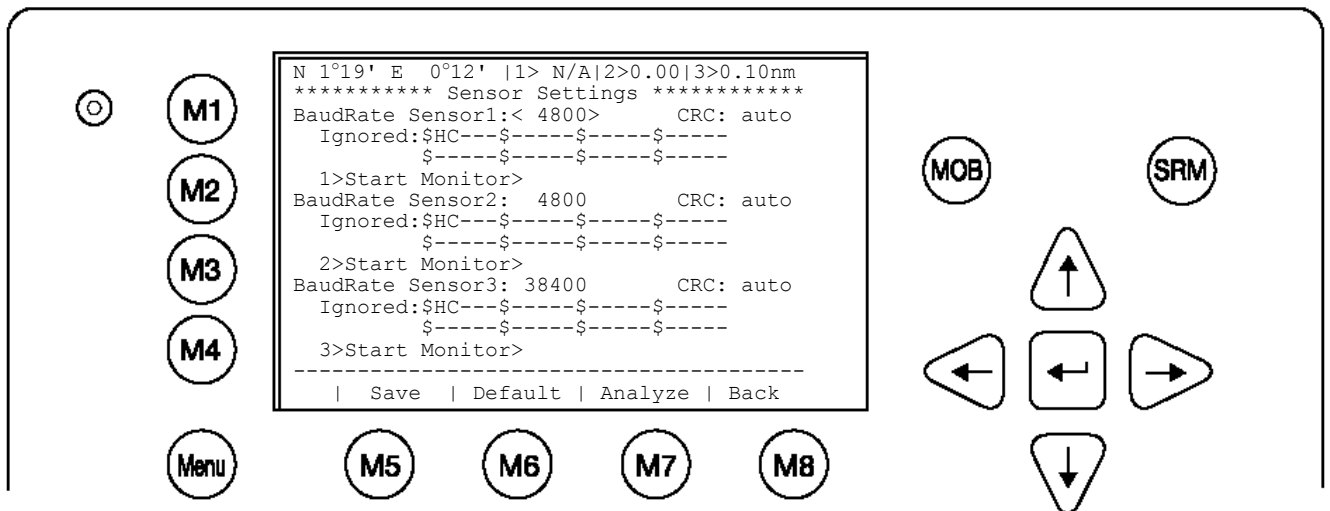 N 1°19' E  0°12' |1> N/A|2>0.00|3>0.10nm
*********** Sensor Settings ************
BaudRate Sensor1:< 4800>      CRC: auto
Ignored:$HC---$-----$-----$-----
$-----$-----$-----$-----
1>Start Monitor>
BaudRate Sensor2:  4800       CRC: auto
Ignored:$HC---$-----$-----$-----
$-----$-----$-----$-----
2>Start Monitor>
BaudRate Sensor3: 38400       CRC: auto
Ignored:$HC---$-----$-----$-----
$-----$-----$-----$-----
3>Start Monitor>
----------------------------------------
|  Save  | Default | Analyze | Back
M1
M2
M3
M4
Menu
M5
M6
M7
M8
MOB
SRM